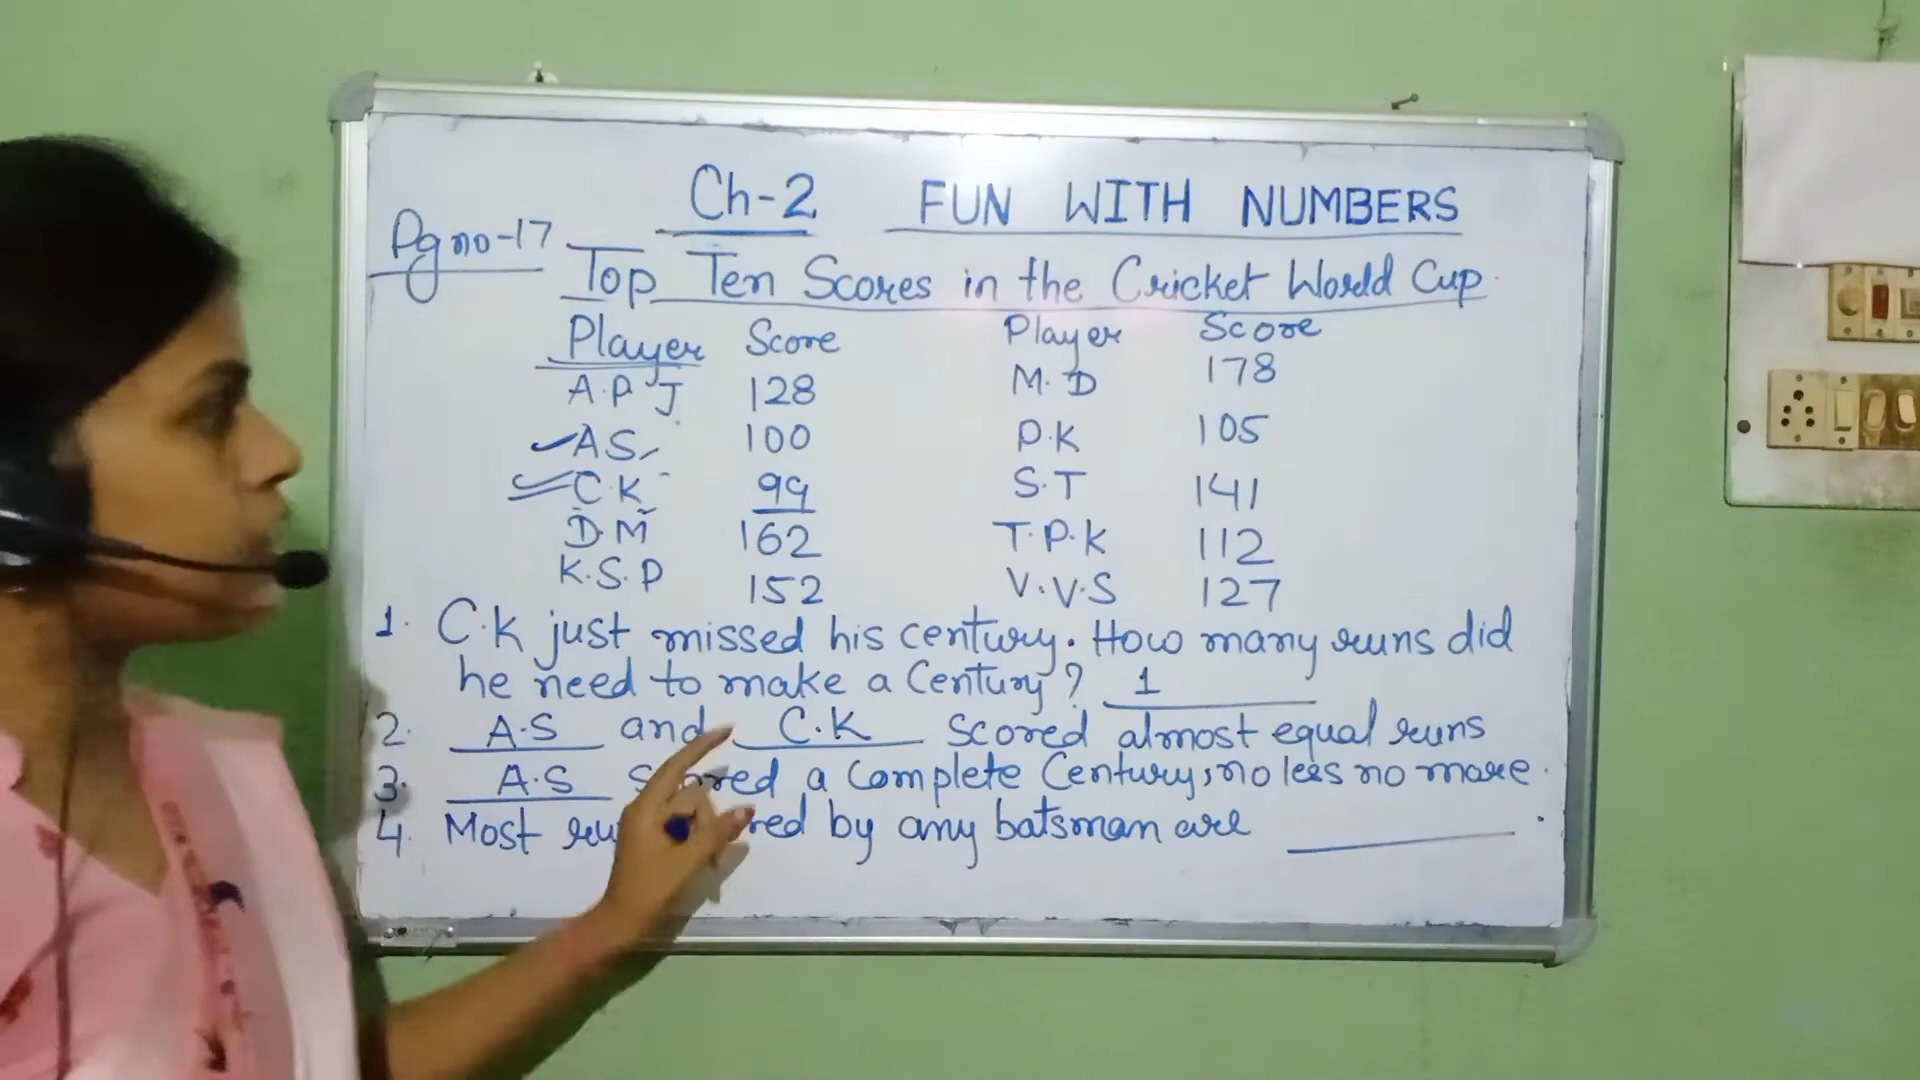 Ch-2 FUN WITH NUMBERS
Pg no-17
Top Ten Scores in the Cricket World Cup.
Player Score Player Score
A.P.J 128 M.D 178
AS 100 P.K 105
C.K 99 S.T 141
D.M 162 T.P.K 112
K.S.P 152 V.V.S 127
1. C.K just missed his century. How many runs did
he need to make a Century? 1
2. A.S and C.K scored almost equal runs
3. A.S a Complete Century, no less no more.
4. Most by any batsman are